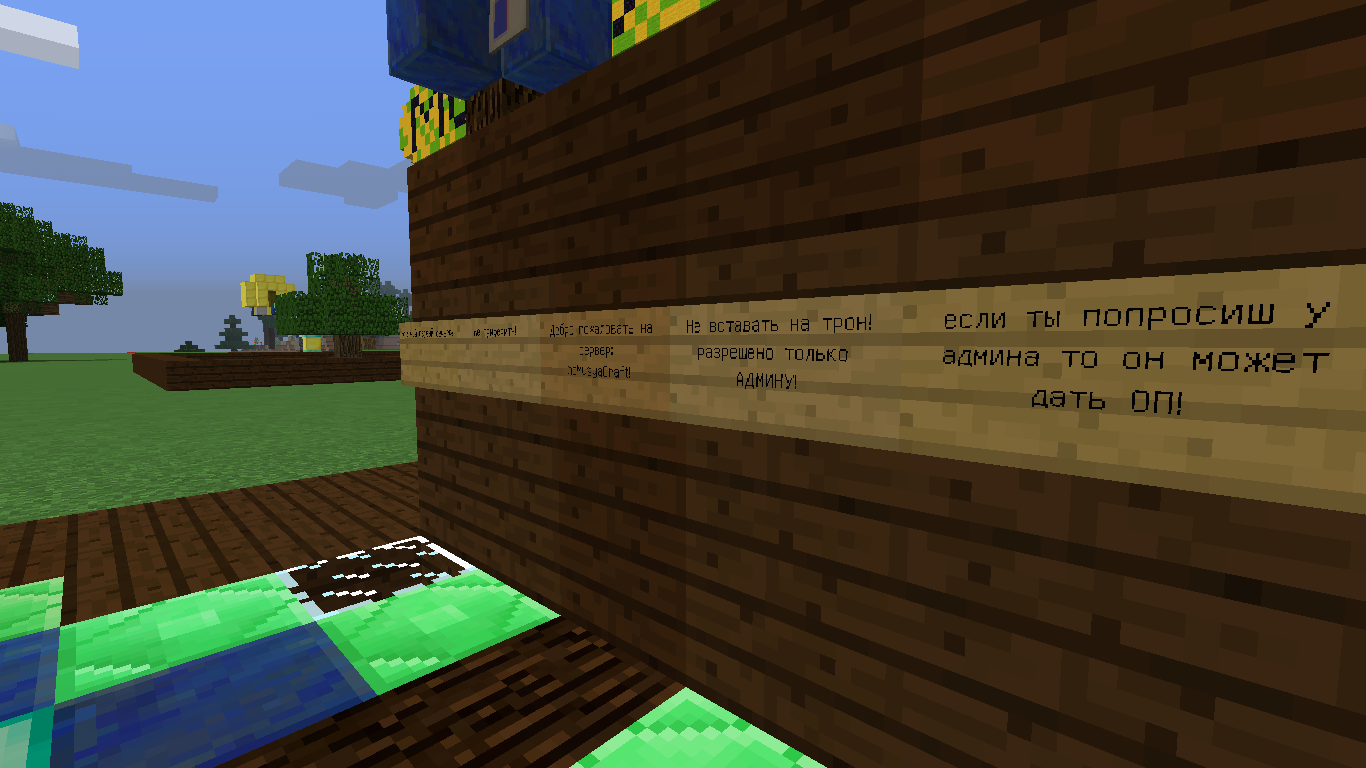 Добро пожаловать на
сервер:
Не вставать на трон!
разрешено только
АДМИНУ!
если ты попросиш у
админа то он может
дать ОП!